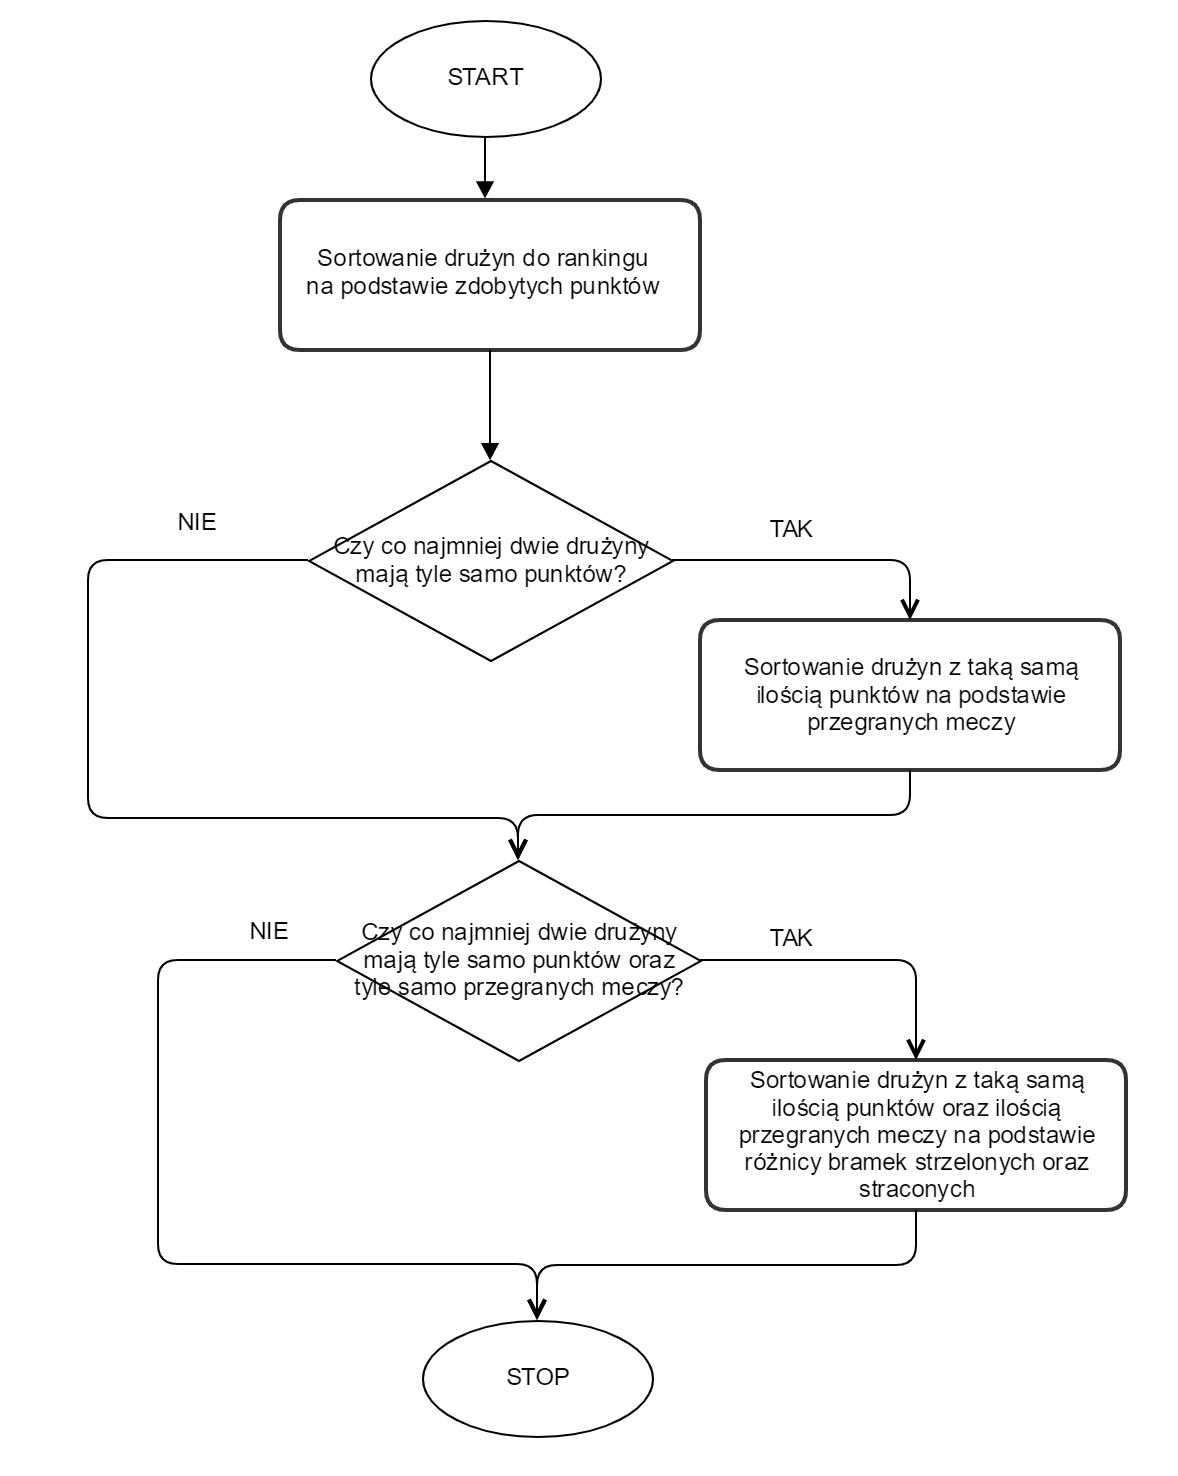 START
Sortowanie drużyn do rankingu
na podstawie zdobytych punktów
NIE
Czy co najmniej dwie drużyny
mają tyle samo punktów?
TAK
Sortowanie drużyn z taką samą
ilością punktów na podstawie
przegranych meczy
NIE
Czy co najmniej dwie drużyny
mają tyle samo punktów oraz
tyle samo przegranych meczy?
TAK
Sortowanie drużyn z taką samą
ilością punktów oraz ilością
przegranych meczy na podstawie
różnicy bramek strzelonych oraz
straconych
STOP